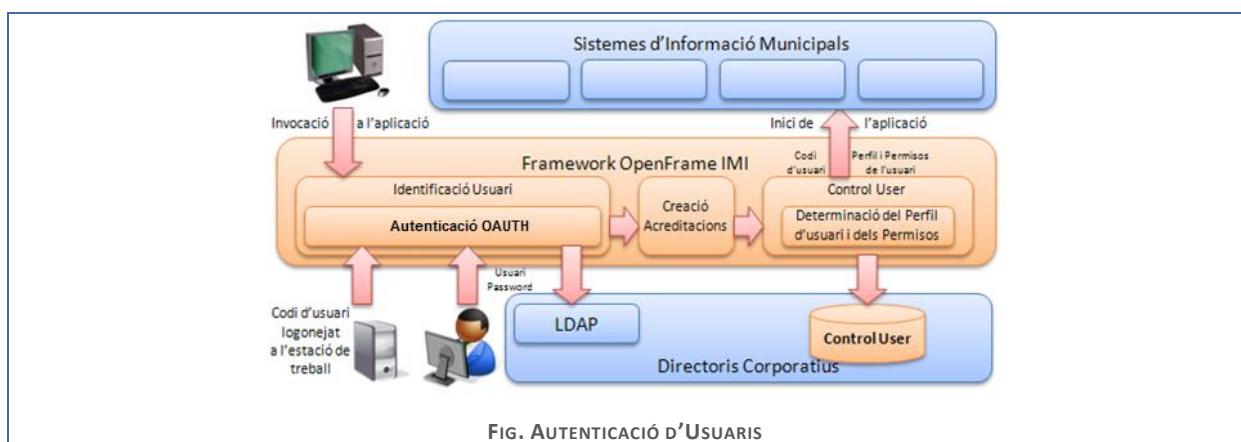 Sistemes d'Informació Municipals
Invocació a l'aplicació
Inici de l'aplicació
Framework OpenFrame IMI
Codi d'usuari
Perfil i Permisos de l'usuari
Identificació Usuari
Autenticació OAUTH
Creació
Acreditacions
Control User
Determinació del Perfil
d'usuari i dels Permisos
Usuari
Password
Codi d'usuari
logonejat
a l'estació de
treball
LDAP
Control User
Directoris Corporatius
FIG. AUTENTICACIÓ D'USUARIS